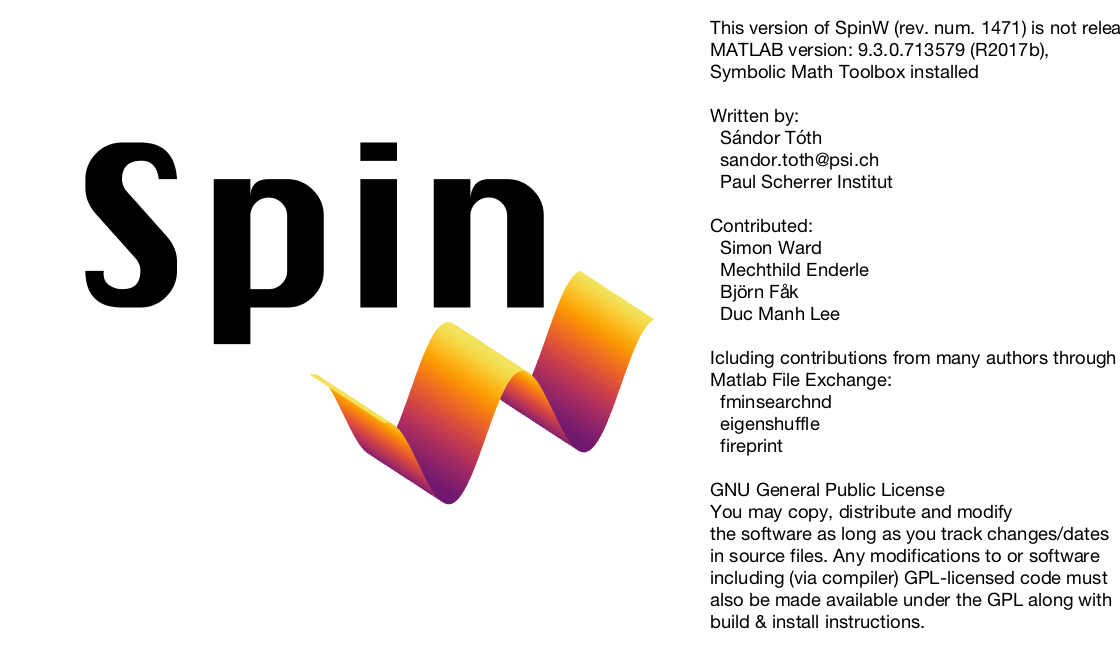 Spin
This version of SpinW (rev. num. 1471) is not
MATLAB version: 9.3.0.713579 (R2017b),
Symbolic Math Toolbox installed
Written by:
Sándor Tóth
sandor.toth@psi.ch
Paul Scherrer Institut
Contributed:
Simon Ward
Mechthild Enderle
Björn Fåk
Duc Manh Lee
Icluding contributions from many authors through
Matlab File Exchange:
fminsearchnd
eigenshuffle
fireprint
GNU General Public License
You may copy, distribute and modify
the software as long as you track changes/dates
in source files. Any modifications to or software
including (via compiler) GPL-licensed code must
also be made available under the GPL along with
build & install instructions.